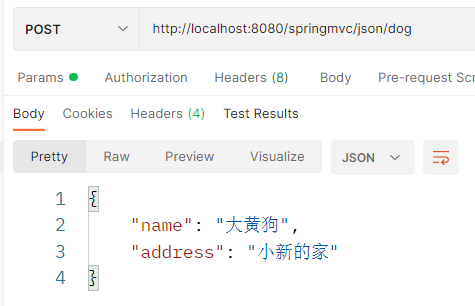 POST http://localhost:8080/springmvc/json/dog
Params Authorization Headers (8) Body Pre-request Scr
Body Cookies Headers (4) Test Results
Pretty Raw Preview Visualize JSON
1 {
2 "name": "大黄狗",
3 "address": "小新的家"
4 }